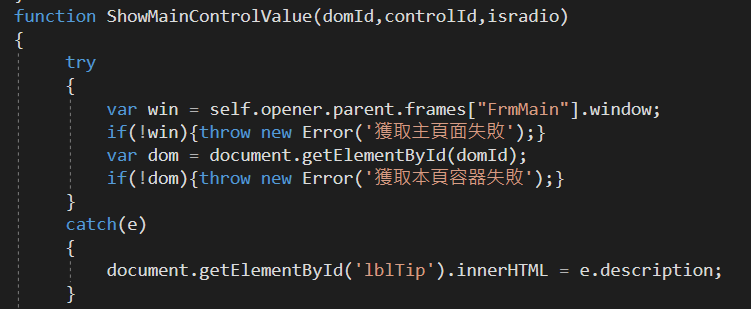 function ShowMainControlValue(domId,controlId,isradio)
{
try
{
var win = self.opener.parent.frames["FrmMain"].window;
if(!win){throw new Error('獲取主頁面失敗');}
var dom = document.getElementById(domId);
if(!dom){throw new Error('獲取本頁容器失敗');}
}
catch(e)
{
document.getElementById('lblTip').innerHTML = e.description;
}